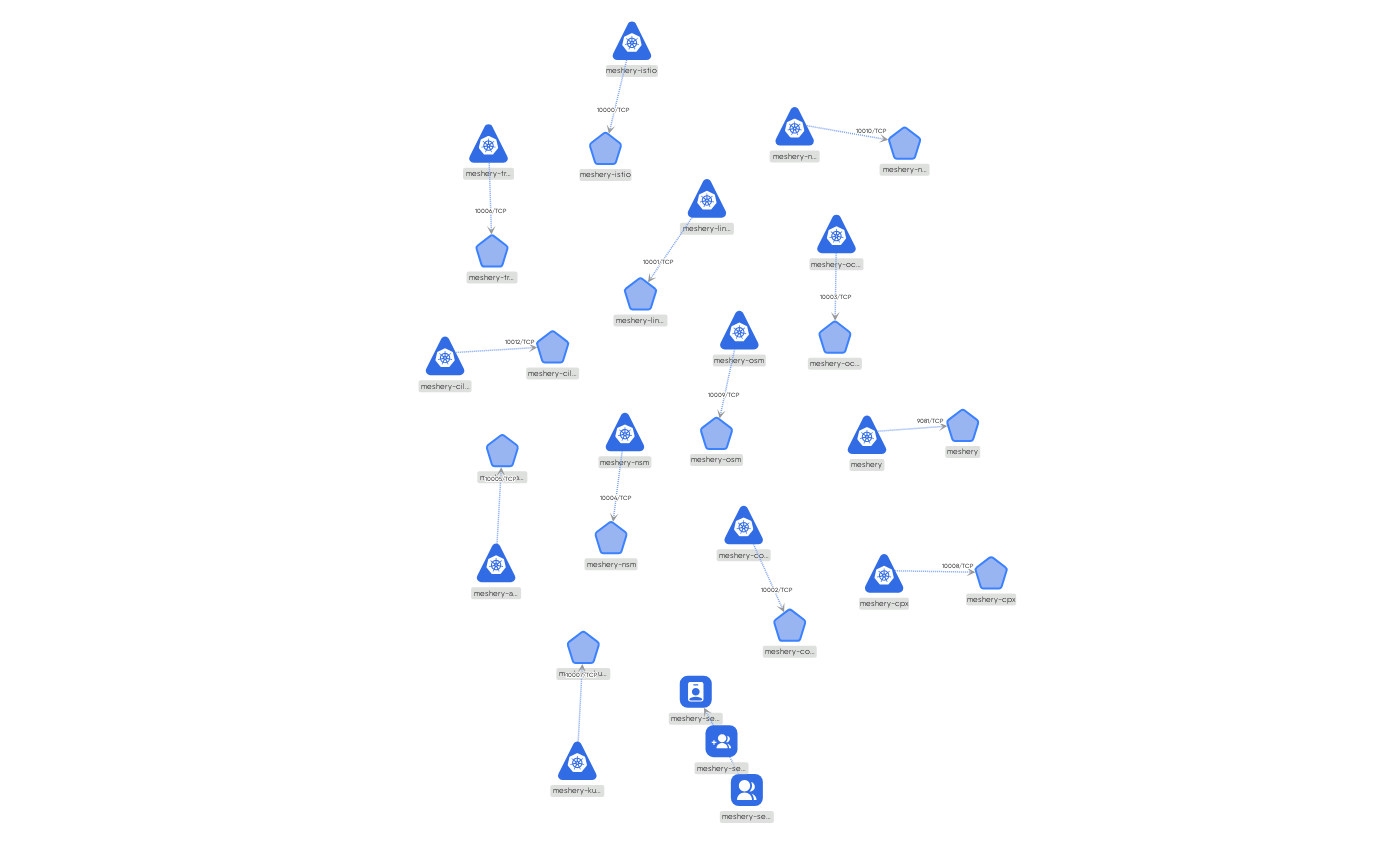 meshery-istio
10000/TCP
meshery-istio
meshery-n...
10010/TCP
meshery-n...
meshery-tr...
10006/TCP
meshery-tr...
meshery-lin...
10001/TCP
meshery-lin...
meshery-oc...
10003/TCP
meshery-oc...
meshery-cil...
10012/TCP
meshery-cil...
meshery-osm
10009/TCP
meshery-osm
meshery
9081/TCP
meshery
10005/TCP
meshery-a...
meshery-nsm
10004/TCP
meshery-nsm
meshery-co...
10002/TCP
meshery-co...
meshery-cpx
10008/TCP
meshery-cpx
10007/TCP
meshery-ku...
meshery-se...
meshery-se...
meshery-se...